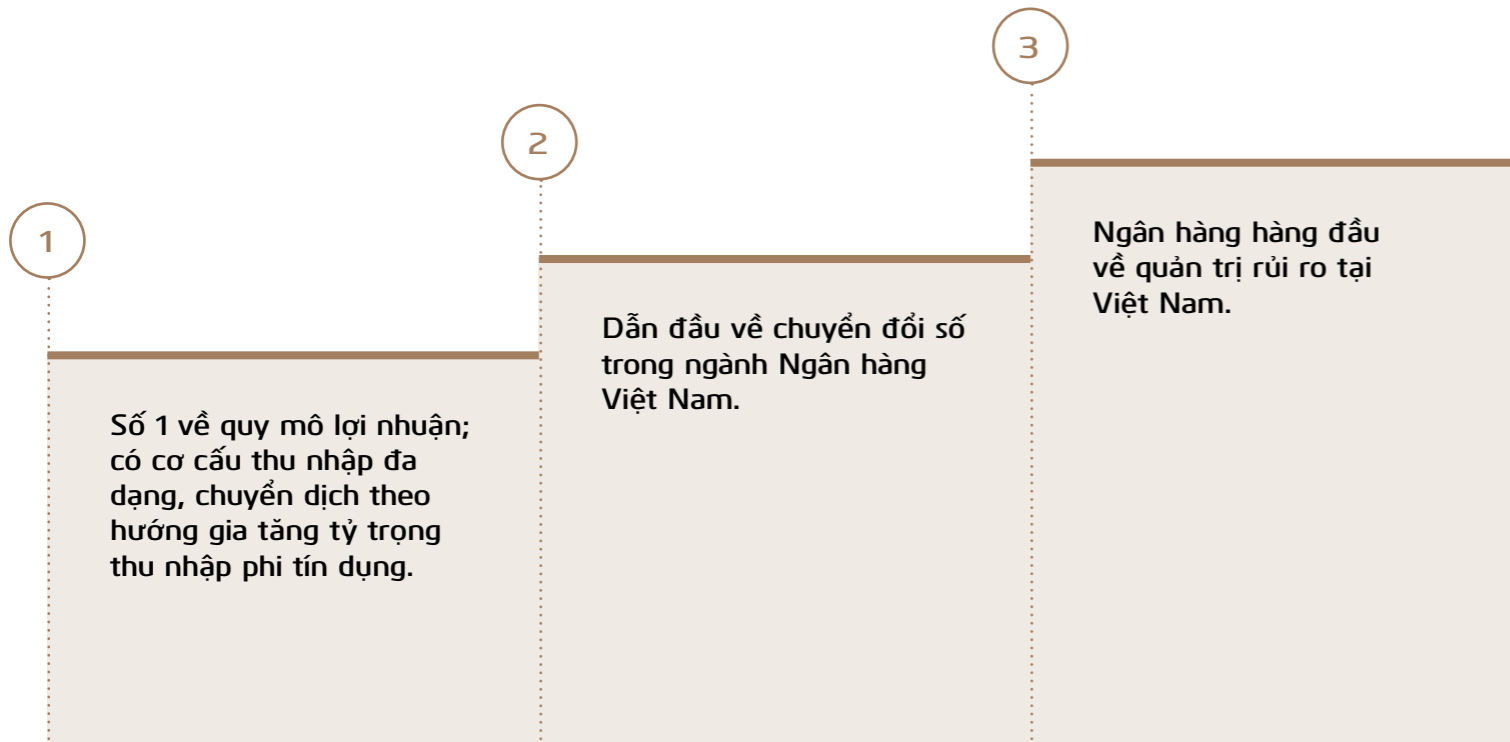 1
Số 1 về quy mô lợi nhuận;
có cơ cấu thu nhập đa
dạng, chuyển dịch theo
hướng gia tăng tỷ trọng
thu nhập phi tín dụng.
2
Dẫn đầu về chuyển đổi số
trong ngành Ngân hàng
Việt Nam.
3
Ngân hàng hàng đầu
về quản trị rủi ro tại
Việt Nam.